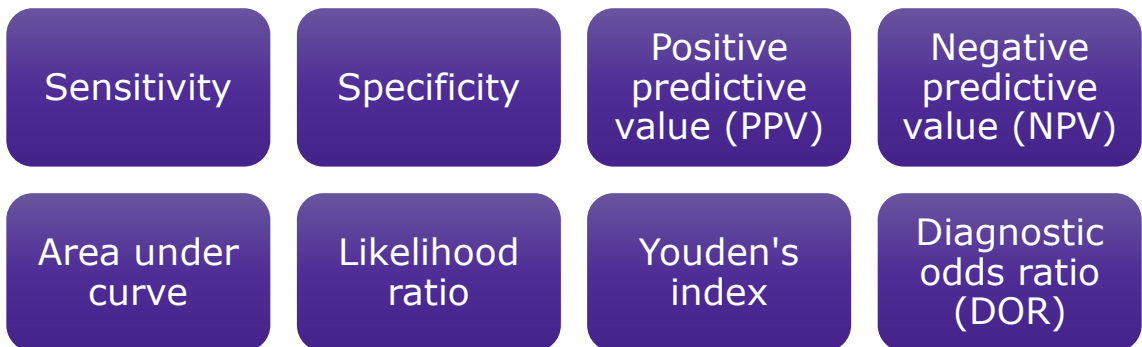 Sensitivity
Specificity
Positive
predictive
value (PPV)
Negative
predictive
value (NPV)
Area under
curve
Likelihood
ratio
Youden's
index
Diagnostic
odds ratio
(DOR)